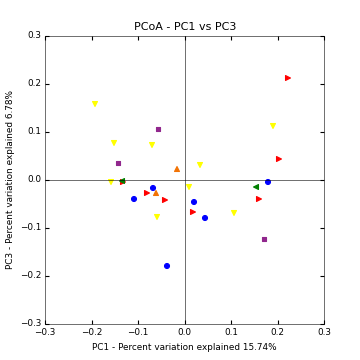 PCoA - PC1 vs PC3
0.3
0.2
0.1
0.0
−0.1
−0.2
−0.3
PC3 - Percent variation explained 6.78%
−0.3 −0.2 −0.1 0.0 0.1 0.2 0.3
PC1 - Percent variation explained 15.74%